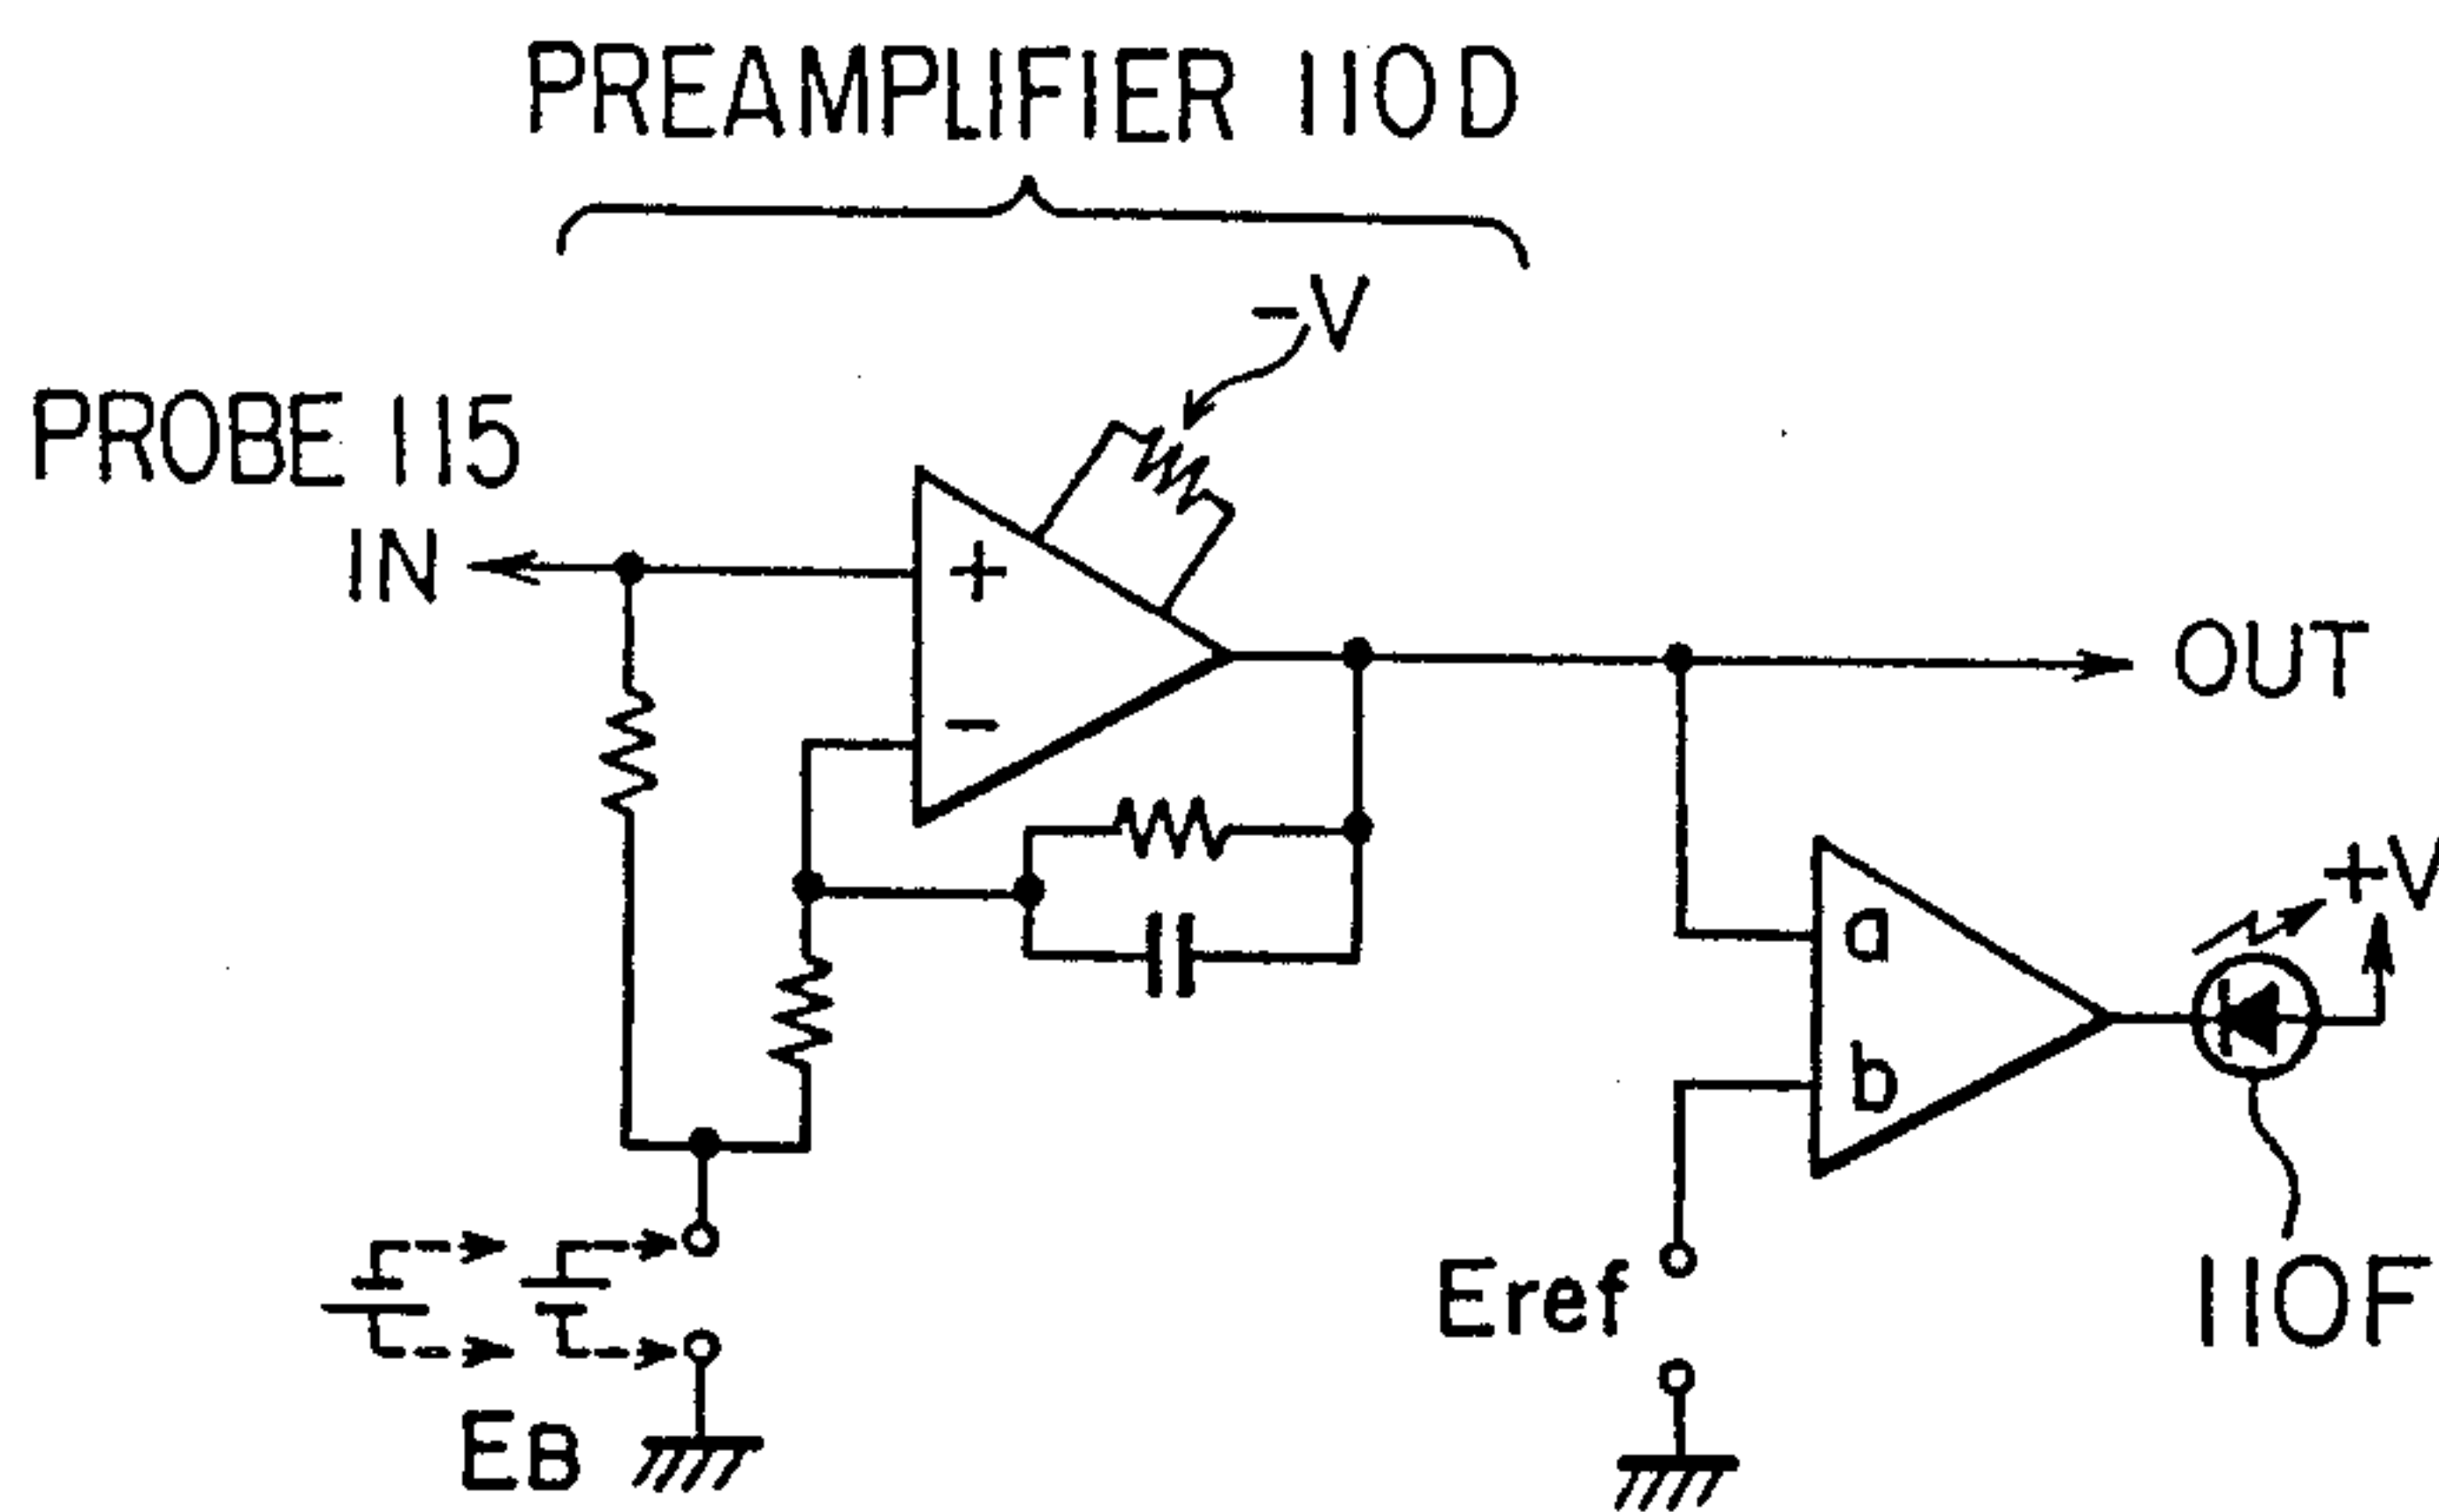 PREAMPLIFIER 110D
-V
PROBE 115
IN
+
-
OUT
+V
a
b
Eref
110F
EB